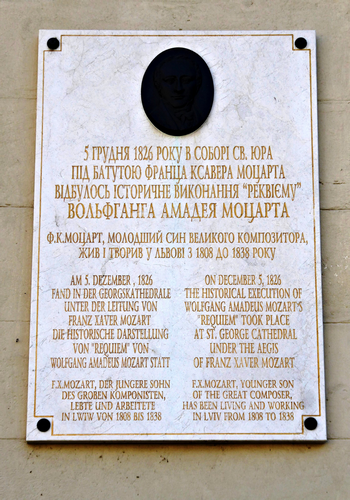 5 ГРУДНЯ 1826 РОКУ В СОБОРІ СВ. ЮРА
ПІД БАТУТОЮ ФРАНЦА КСАВЕРА МОЦАРТА
ВІДБУЛОСЬ ІСТОРИЧНЕ ВИКОНАННЯ "РЕКВІЄМУ"
ВОЛЬФГАНГА АМАДЕЯ МОЦАРТА
Ф.К.МОЦАРТ, МОЛОДШИЙ СИН ВЕЛИКОГО КОМПОЗИТОРА,
ЖИВ І ТВОРИВ У ЛЬВОВІ З 1808 ДО 1838 РОКУ
AM 5. DEZEMBER , 1826
FAND IN DER GEORGSKATHEDRALE
UNTER DER LEITUNG VON
FRANZ XAVER MOZART
DIE HISTORISCHE DARSTELLUNG
VON "REQUIEM" VON
WOLFGANG AMADEUS MOZART STATT
F.X.MOZART, DER JUNGERE SOHN
DES GROßEN KOMPONISTEN,
LEBTE UND ARBEITETE
IN LWIW VON 1808 BIS 1838
ON DECEMBER 5, 1826
THE HISTORICAL EXECUTION OF
WOLFGANG AMADEUS MOZART'S
"REQUIEM" TOOK PLACE
AT ST. GEORGE CATHEDRAL
UNDER THE AEGIS
OF FRANZ XAVER MOZART
F.X.MOZART, YOUNGER SON
OF THE GREAT COMPOSER,
HAS BEEN LIVING AND WORKING
IN LVIV FROM 1808 TO 1838